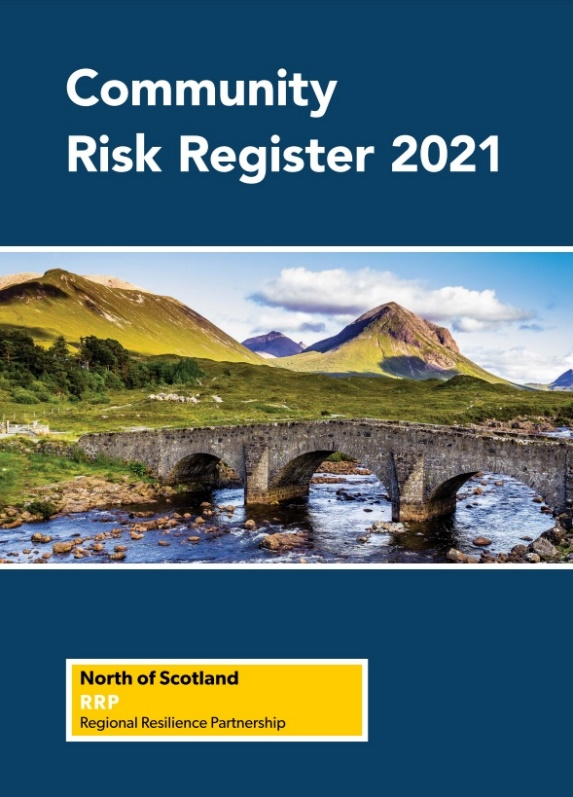 Community
Risk Register 2021
North of Scotland
RRP
Regional Resilience Partnership